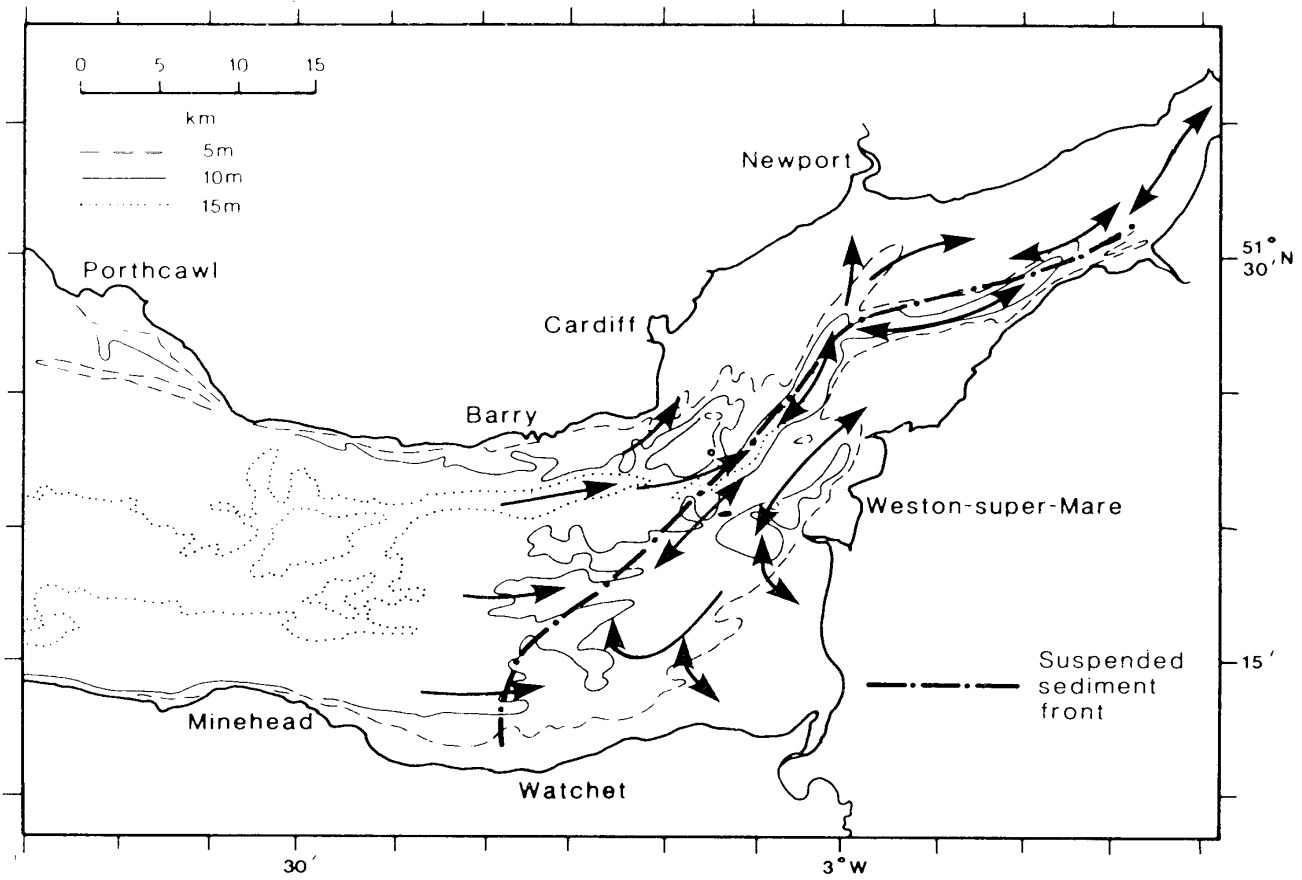 0 5 10 15
km
5m
10m
15m
Newport
51°
30′N
Porthcawl
Cardiff
Barry
Weston-super-Mare
Suspended
sediment
front
15′
Minehead
Watchet
30′
3°W